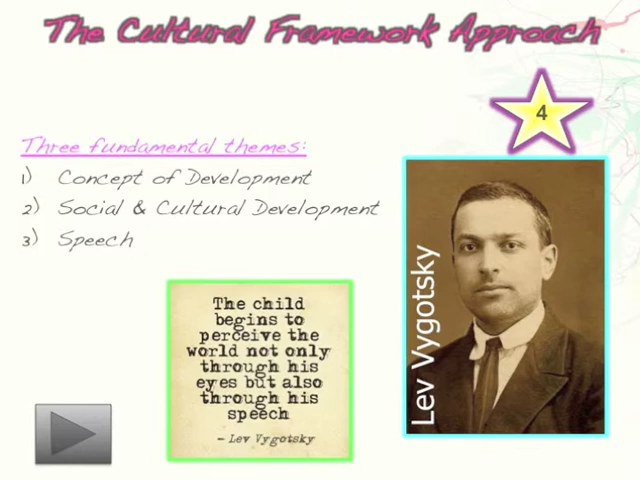 The Cultural Framework Approach
4
Three fundamental themes:
1) Concept of Development
2) Social & Cultural Development
3) Speech
The child
begins to
perceive the
world not only
through his
eyes but also
through his
speech
– Lev Vygotsky
Lev Vygotsky